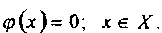 φ(x) = 0;  x ∈ X.